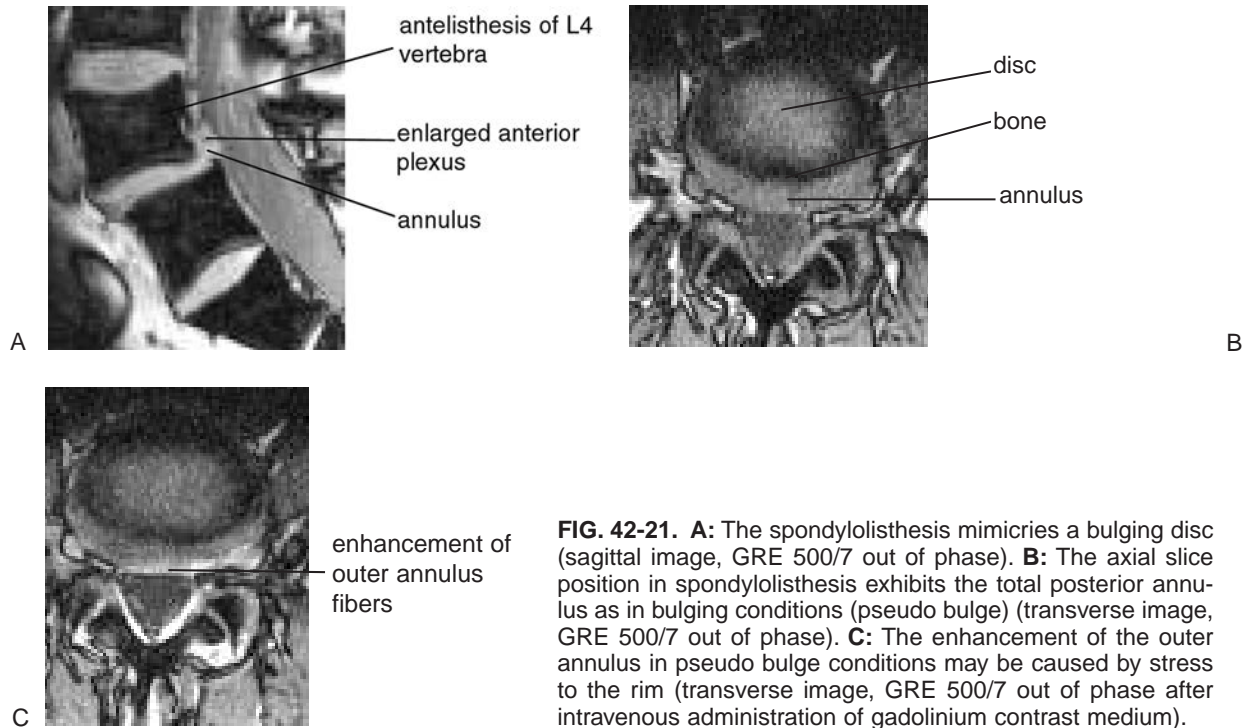 antelisthesis of L4
vertebra
enlarged anterior
plexus
annulus
A
disc
bone
annulus
B
enhancement of
outer annulus
fibers
C
FIG. 42-21. A: The spondylolisthesis mimicries a bulging disc
(sagittal image, GRE 500/7 out of phase). B: The axial slice
position in spondylolisthesis exhibits the total posterior annu-
lus as in bulging conditions (pseudo bulge) (transverse image,
GRE 500/7 out of phase). C: The enhancement of the outer
annulus in pseudo bulge conditions may be caused by stress
to the rim (transverse image, GRE 500/7 out of phase after
intravenous administration of gadolinium contrast medium).